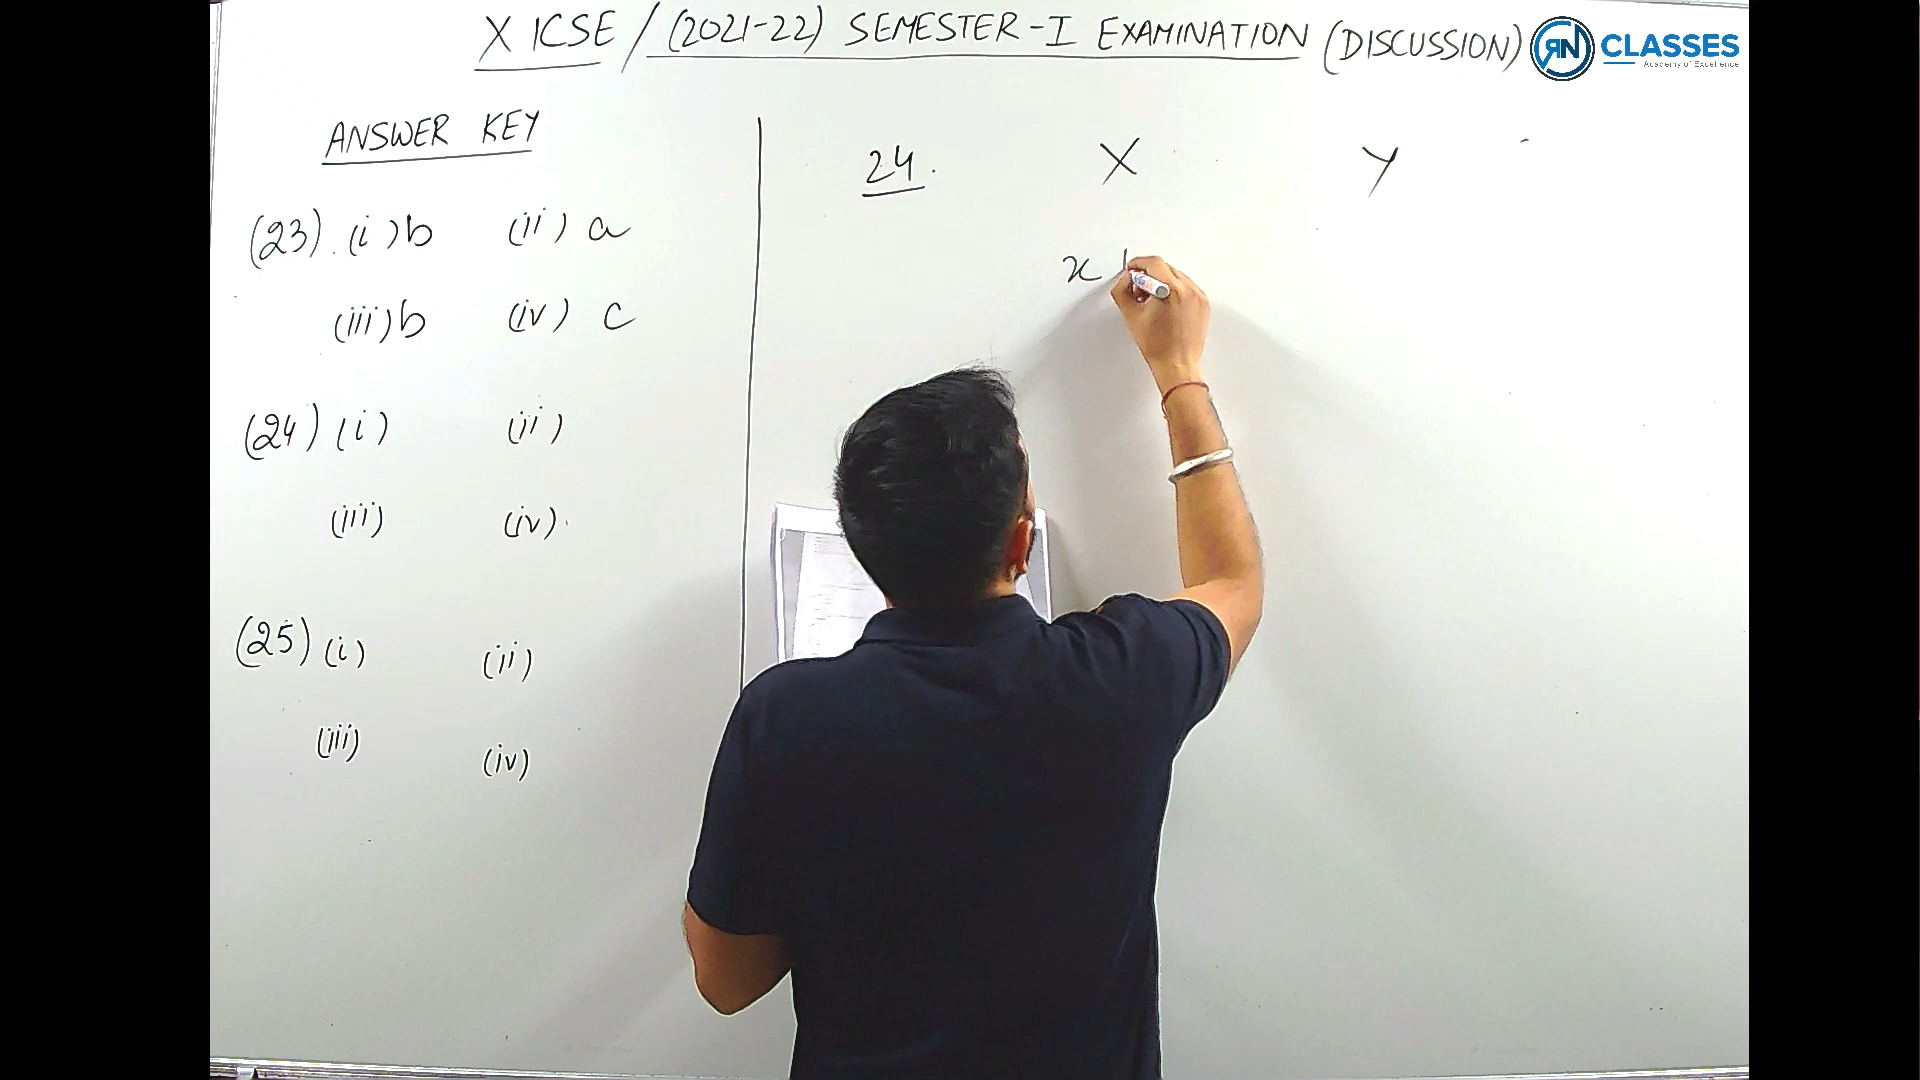 X ICSE / (2021-22) SEMESTER-I EXAMINATION (DISCUSSION)
RN CLASSES
Academy of Excellence
ANSWER KEY
(23). (i) b (ii) a
(iii) b (iv) c
(24) (i) (ii)
(iii) (iv).
(25) (i) (ii)
(iii) (iv)
24. X Y
x